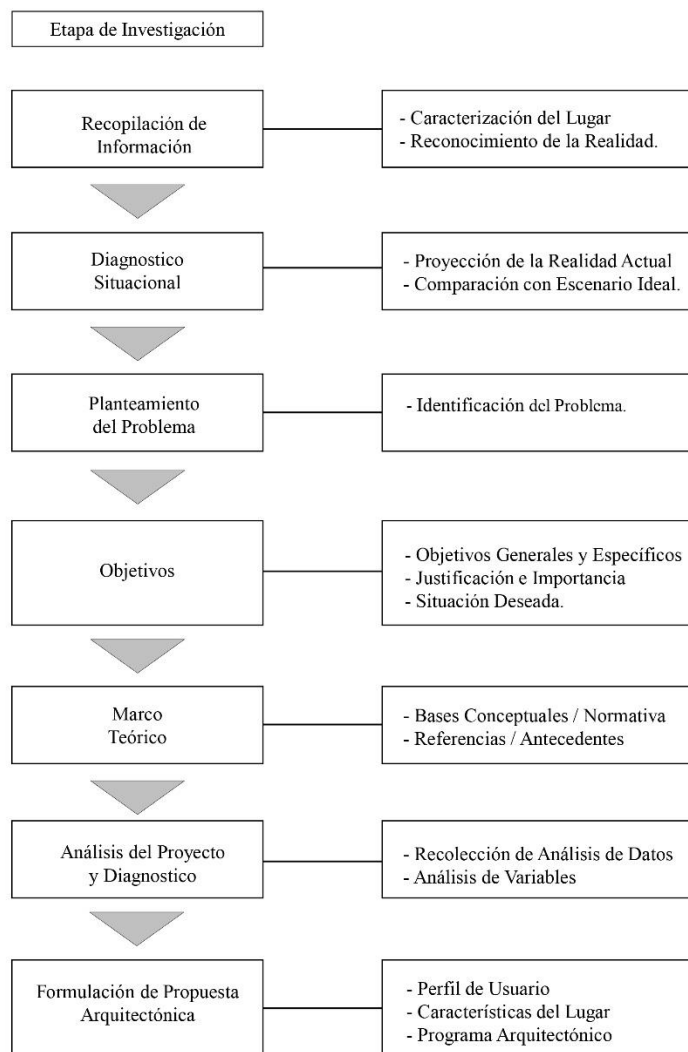 Etapa de Investigación
Recopilación de
Información
- Caracterización del Lugar
- Reconocimiento de la Realidad.
Diagnostico
Situacional
- Proyección de la Realidad Actual
- Comparación con Escenario Ideal.
Planteamiento
del Problema
- Identificación del Problema.
Objetivos
- Objetivos Generales y Específicos
- Justificación e Importancia
- Situación Deseada.
Marco
Teórico
- Bases Conceptuales / Normativa
- Referencias / Antecedentes
Análisis del Proyecto
y Diagnostico
- Recolección de Análisis de Datos
- Análisis de Variables
Formulación de Propuesta
Arquitectónica
- Perfil de Usuario
- Características del Lugar
- Programa Arquitectónico